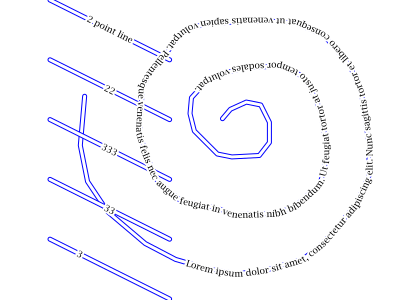 2 point line
22
333
33
3
Lorem ipsum dolor sit amet, consectetur adipiscing elit. Nunc sagittis tortor et libero consequat ut venenatis sapien volutpat. Pellentesque venenatis felis nec augue feugiat in venenatis nibh bibendum. Ut feugiat tortor at justo tempor sodales volutpat